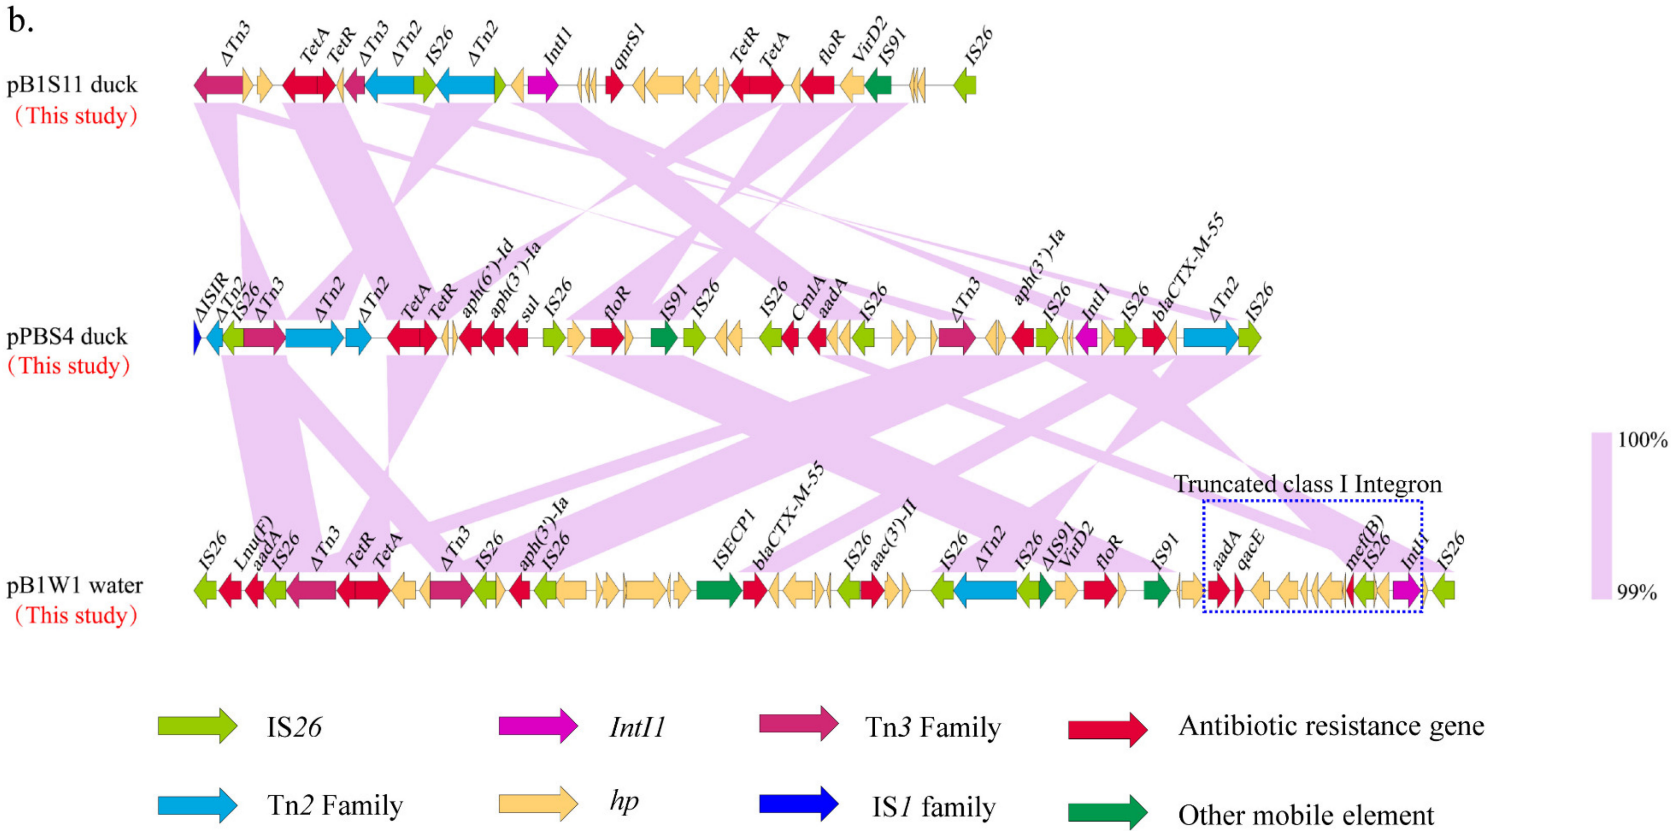 b.
ΔTn3 TetA TetR ΔTn3 ΔTn2 IS26 ΔTn2 IntI1 qnrS1 TetR TetA floR VirD2 IS91 IS26
pB1S11 duck
(This study)
ΔISIR ΔTn2 IS26 ΔTn3 ΔTn2 ΔTn2 TetA TetR aph(6’)-Id aph(3’)-Ia sul IS26 floR IS91 IS26 IS26 CmlA aadA IS26 ΔTn3 aph(3’)-Ia IS26 IntI1 IS26 blaCTX-M-55 ΔTn2 IS26
pPBS4 duck
(This study)
100%
99%
Truncated class I Integron
IS26 Lnu(F) aadA IS26 ΔTn3 TetR TetA ΔTn3 IS26 aph(3’)-Ia IS26 ISECP1 blaCTX-M-55 IS26 aac(3’)-II IS26 ΔTn2 IS26 ΔIS91 VirD2 floR IS91 aadA qacE mef(B) IS26 IntI1 IS26
pB1W1 water
(This study)
IS26 IntI1 Tn3 Family Antibiotic resistance gene
Tn2 Family hp IS1 family Other mobile element